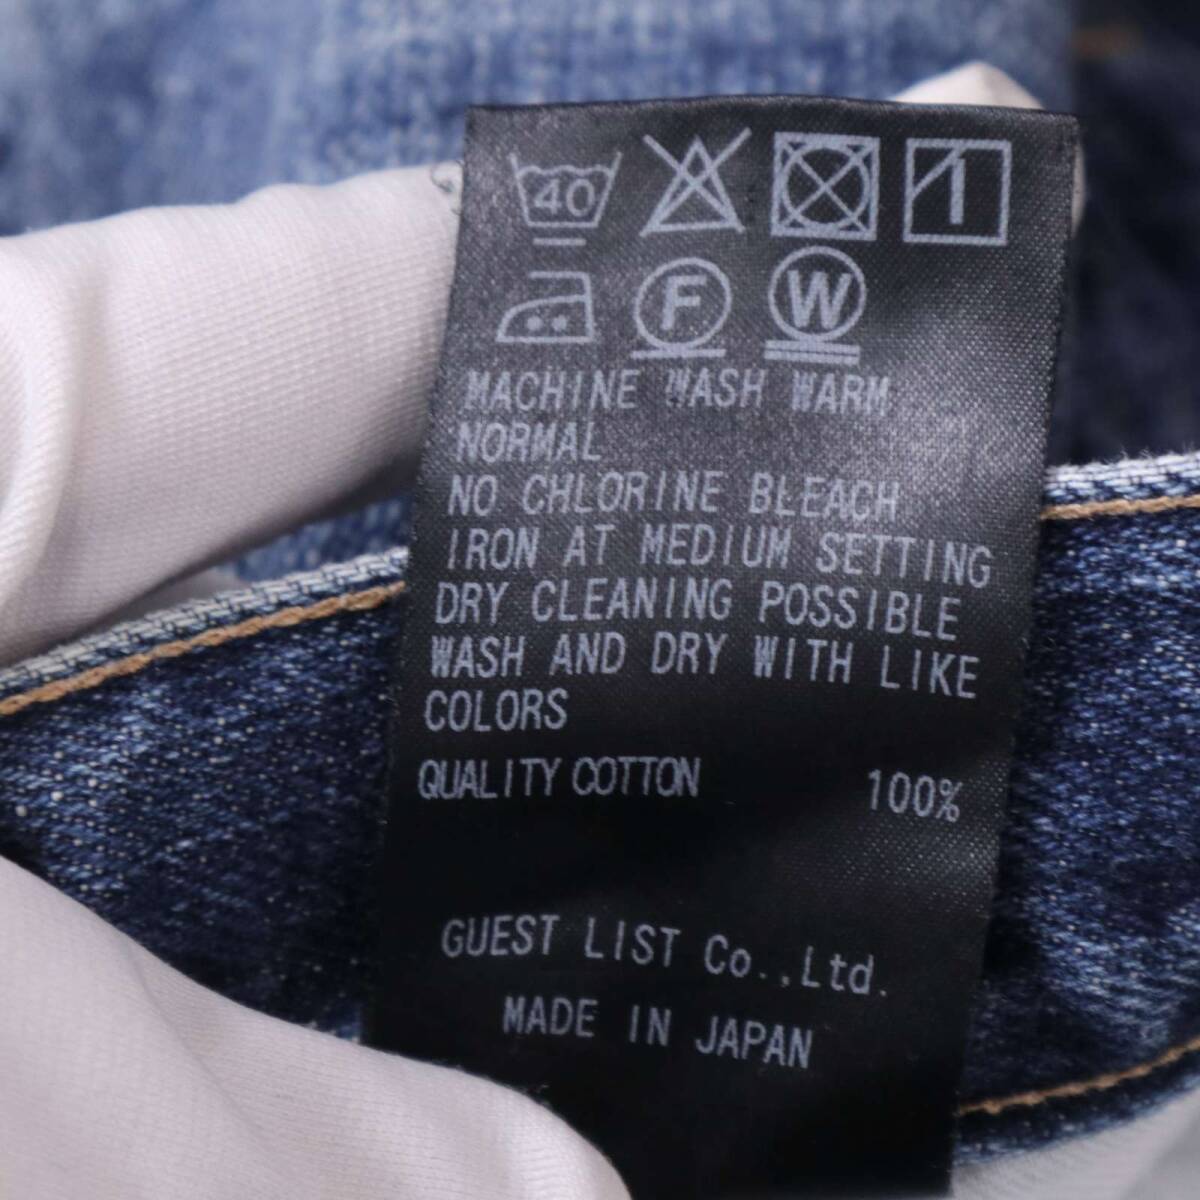 40
F W
MACHINE WASH WARM
NORMAL
NO CHLORINE BLEACH
IRON AT MEDIUM SETTING
DRY CLEANING POSSIBLE
WASH AND DRY WITH LIKE
COLORS
QUALITY COTTON 100%
GUEST LIST Co.,Ltd.
MADE IN JAPAN